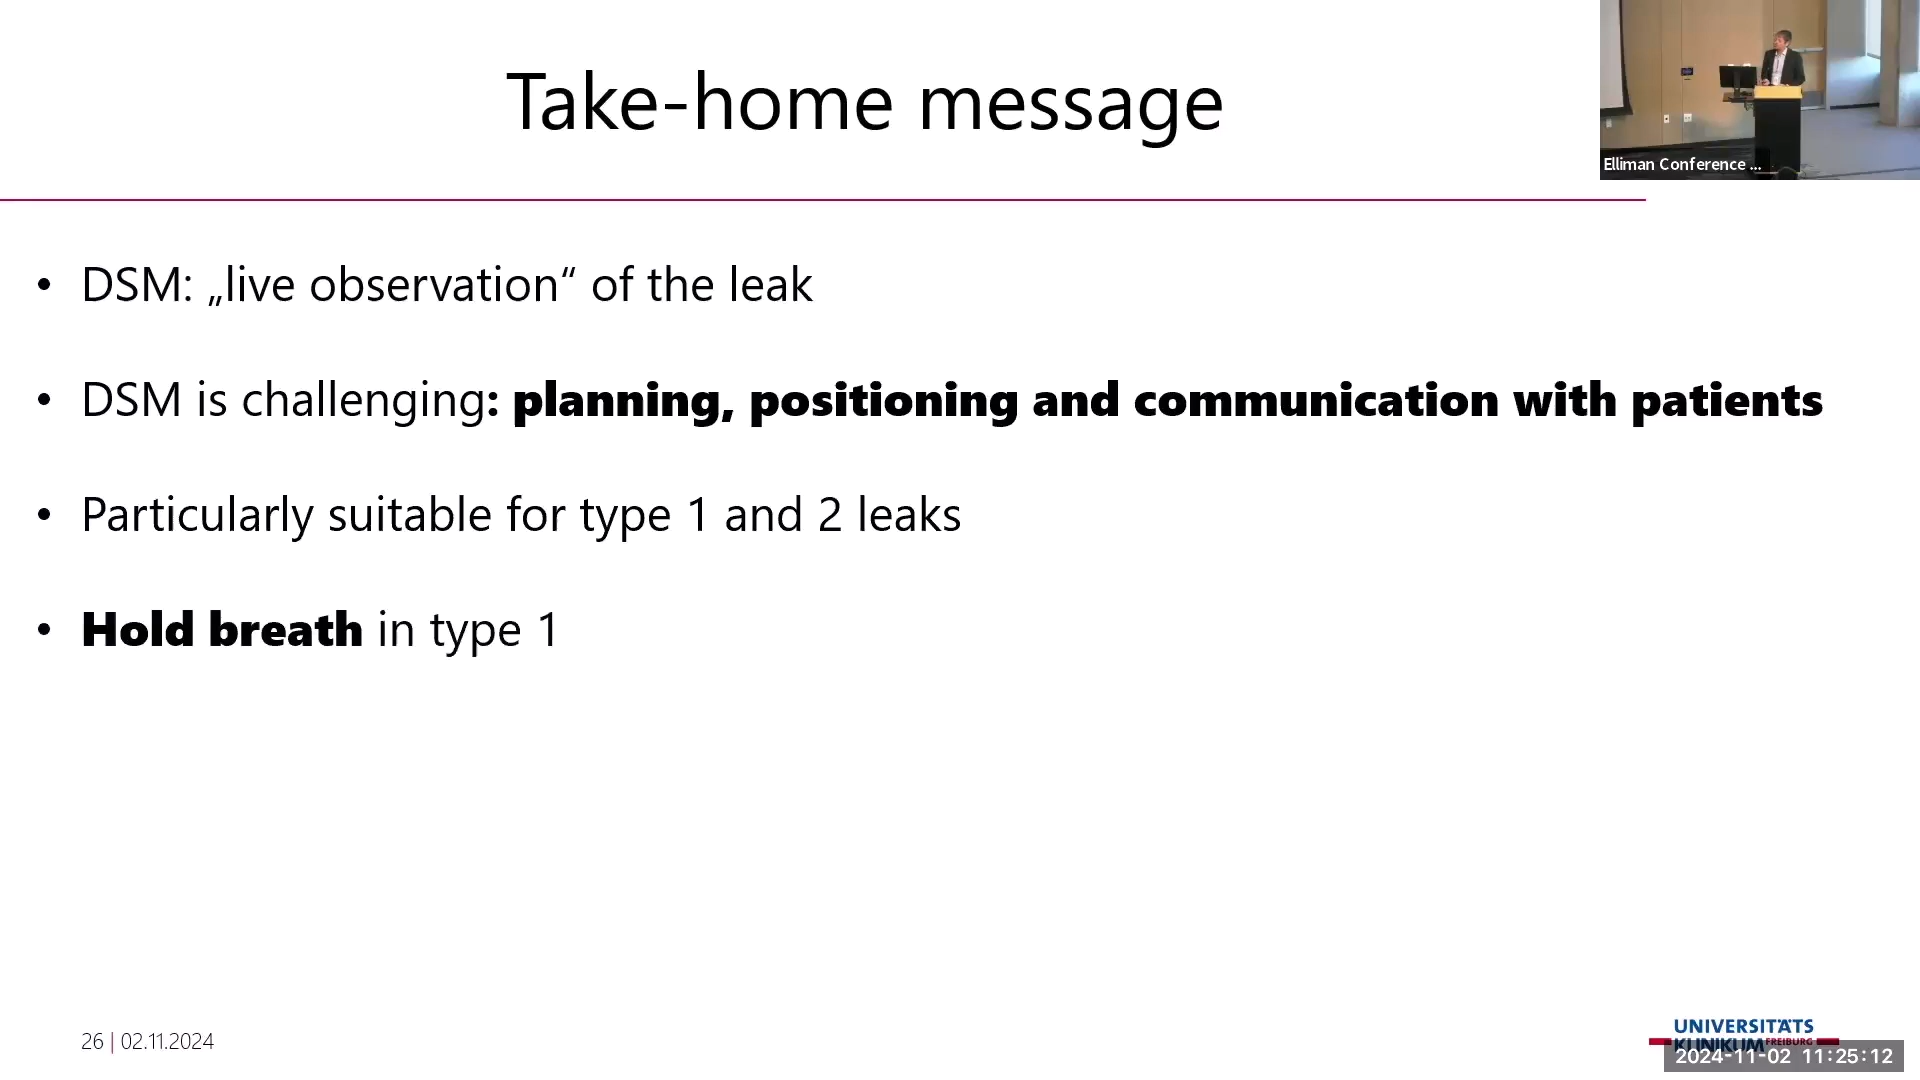 Take-home message
Elliman Conference ...
• DSM: „live observation“ of the leak
• DSM is challenging: planning, positioning and communication with patients
• Particularly suitable for type 1 and 2 leaks
• Hold breath in type 1
26 | 02.11.2024
UNIVERSITÄTS
KLINIKUM FREIBURG
2024-11-02 11:25:12